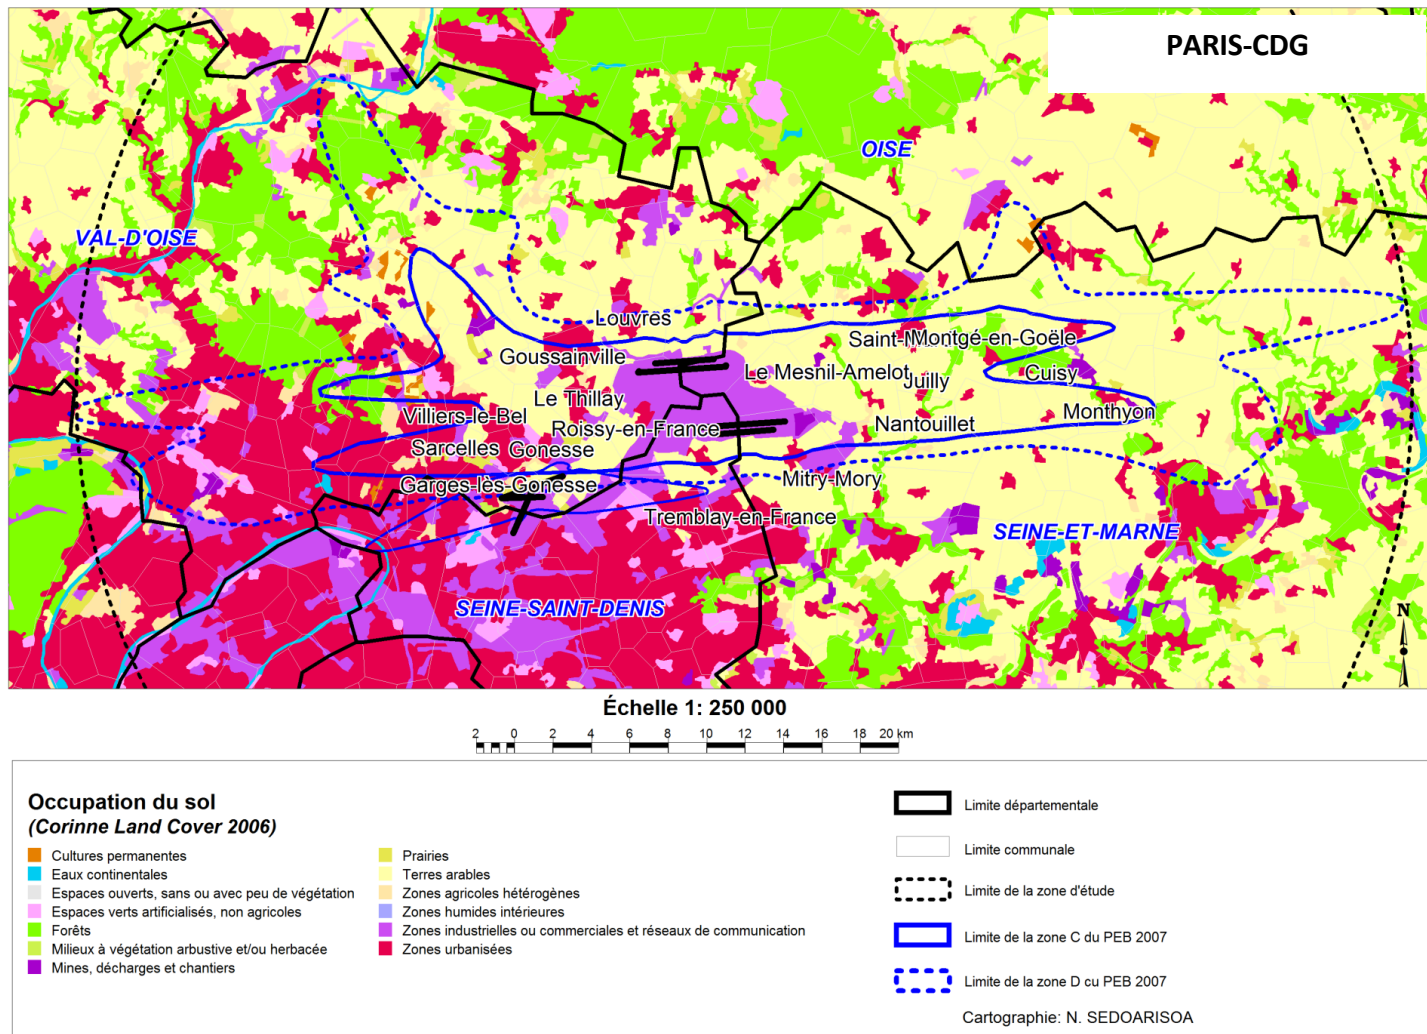 PARIS-CDG
OISE
VAL-D'OISE
Louvres
Montgé-en-Goële
Goussainville
Le Mesnil-Amelot
Juilly
Cuisy
Le Thillay
Villiers-le-Bel
Roissy-en-France
Nantouillet
Monthyon
Sarcelles
Gonesse
Garges-lès-Gonesse
Mitry-Mory
Tremblay-en-France
SEINE-ET-MARNE
SEINE-SAINT-DENIS
N
Échelle 1: 250 000
2 0 2 4 6 8 10 12 14 16 18 20 km
Occupation du sol
(Corinne Land Cover 2006)
Cultures permanentes
Eaux continentales
Espaces ouverts, sans ou avec peu de végétation
Espaces verts artificialisés, non agricoles
Forêts
Milieux à végétation arbustive et/ou herbacée
Mines, décharges et chantiers
Prairies
Terres arables
Zones agricoles hétérogènes
Zones humides intérieures
Zones industrielles ou commerciales et réseaux de communication
Zones urbanisées
Limite départementale
Limite communale
Limite de la zone d'étude
Limite de la zone C du PEB 2007
Limite de la zone D cu PEB 2007
Cartographie: N. SEDOARISOA